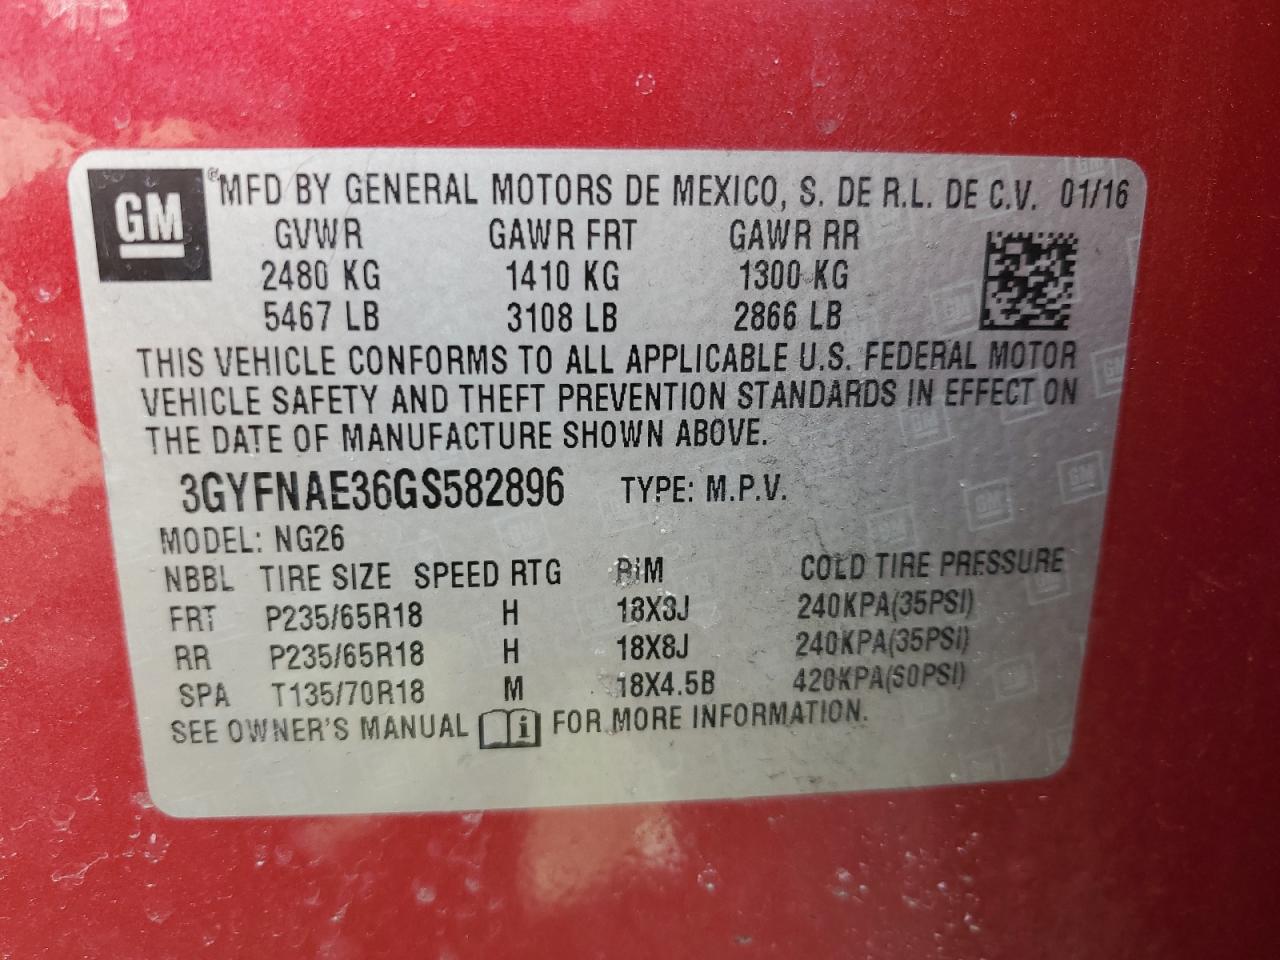 GM ® MFD BY GENERAL MOTORS DE MEXICO, S. DE R.L. DE C.V. 01/16
GVWR GAWR FRT GAWR RR
2480 KG 1410 KG 1300 KG
5467 LB 3108 LB 2866 LB
THIS VEHICLE CONFORMS TO ALL APPLICABLE U.S. FEDERAL MOTOR
VEHICLE SAFETY AND THEFT PREVENTION STANDARDS IN EFFECT ON
THE DATE OF MANUFACTURE SHOWN ABOVE.
3GYFNAE36GS582896 TYPE: M.P.V.
MODEL: NG26
NBBL TIRE SIZE SPEED RTG RIM COLD TIRE PRESSURE
FRT P235/65R18 H 18X8J 240KPA(35PSI)
RR P235/65R18 H 18X8J 240KPA(35PSI)
SPA T135/70R18 M 18X4.5B 420KPA(60PSI)
SEE OWNER'S MANUAL i FOR MORE INFORMATION.